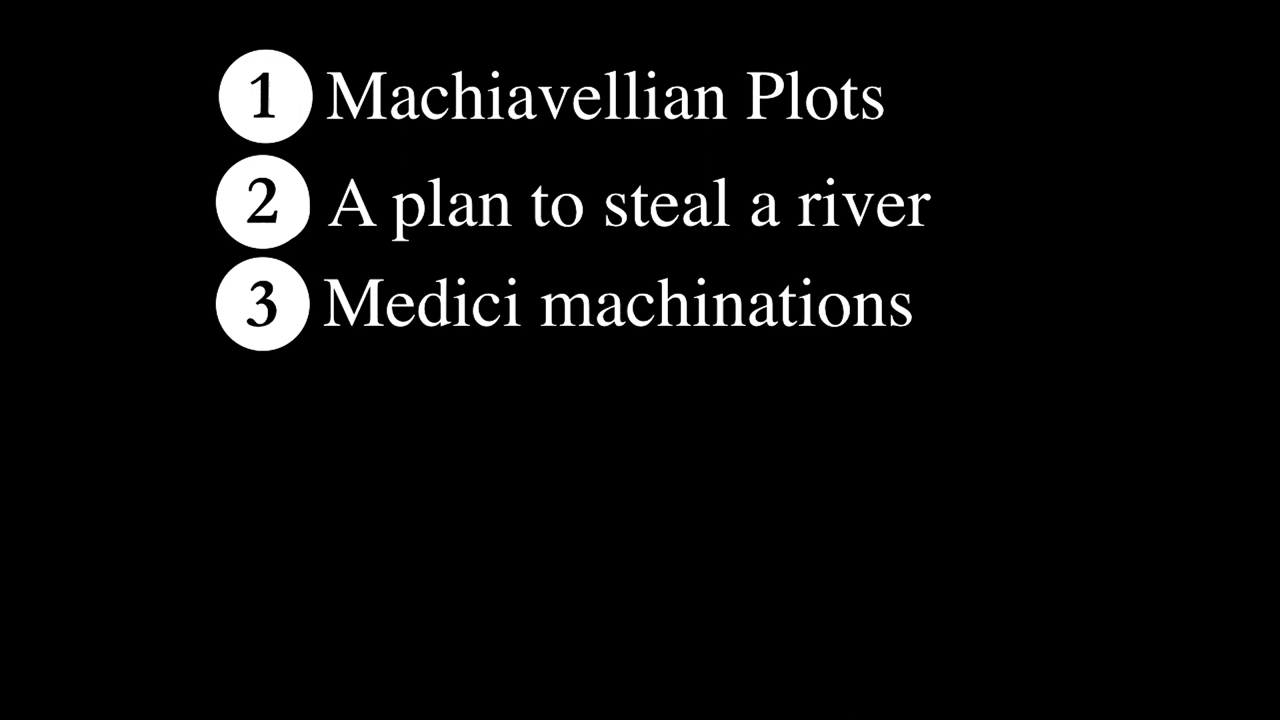 1 Machiavellian Plots
2 A plan to steal a river
3 Medici machinations